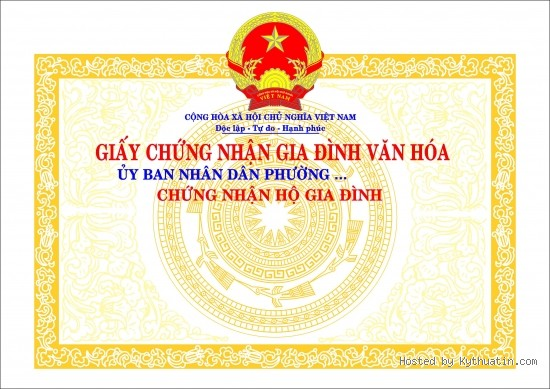 VIỆT NAM
CỘNG HÒA XÃ HỘI CHỦ NGHĨA VIỆT NAM
Độc lập - Tự do - Hạnh phúc
GIẤY CHỨNG NHẬN GIA ĐÌNH VĂN HÓA
ỦY BAN NHÂN DÂN PHƯỜNG ...
CHỨNG NHẬN HỘ GIA ĐÌNH
Hosted by Kythuatin.com